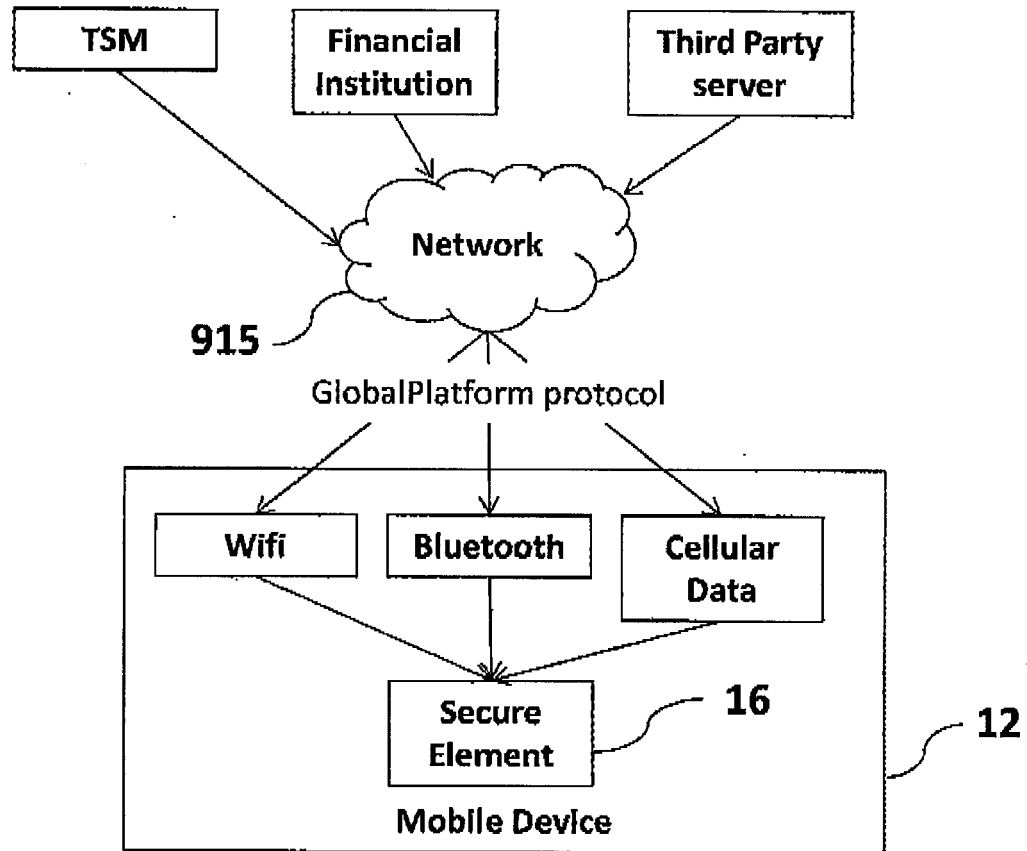 TSM
Financial
Institution
Third Party
server
Network
915
GlobalPlatform protocol
Wifi
Bluetooth
Cellular
Data
Secure
Element
16
12
Mobile Device